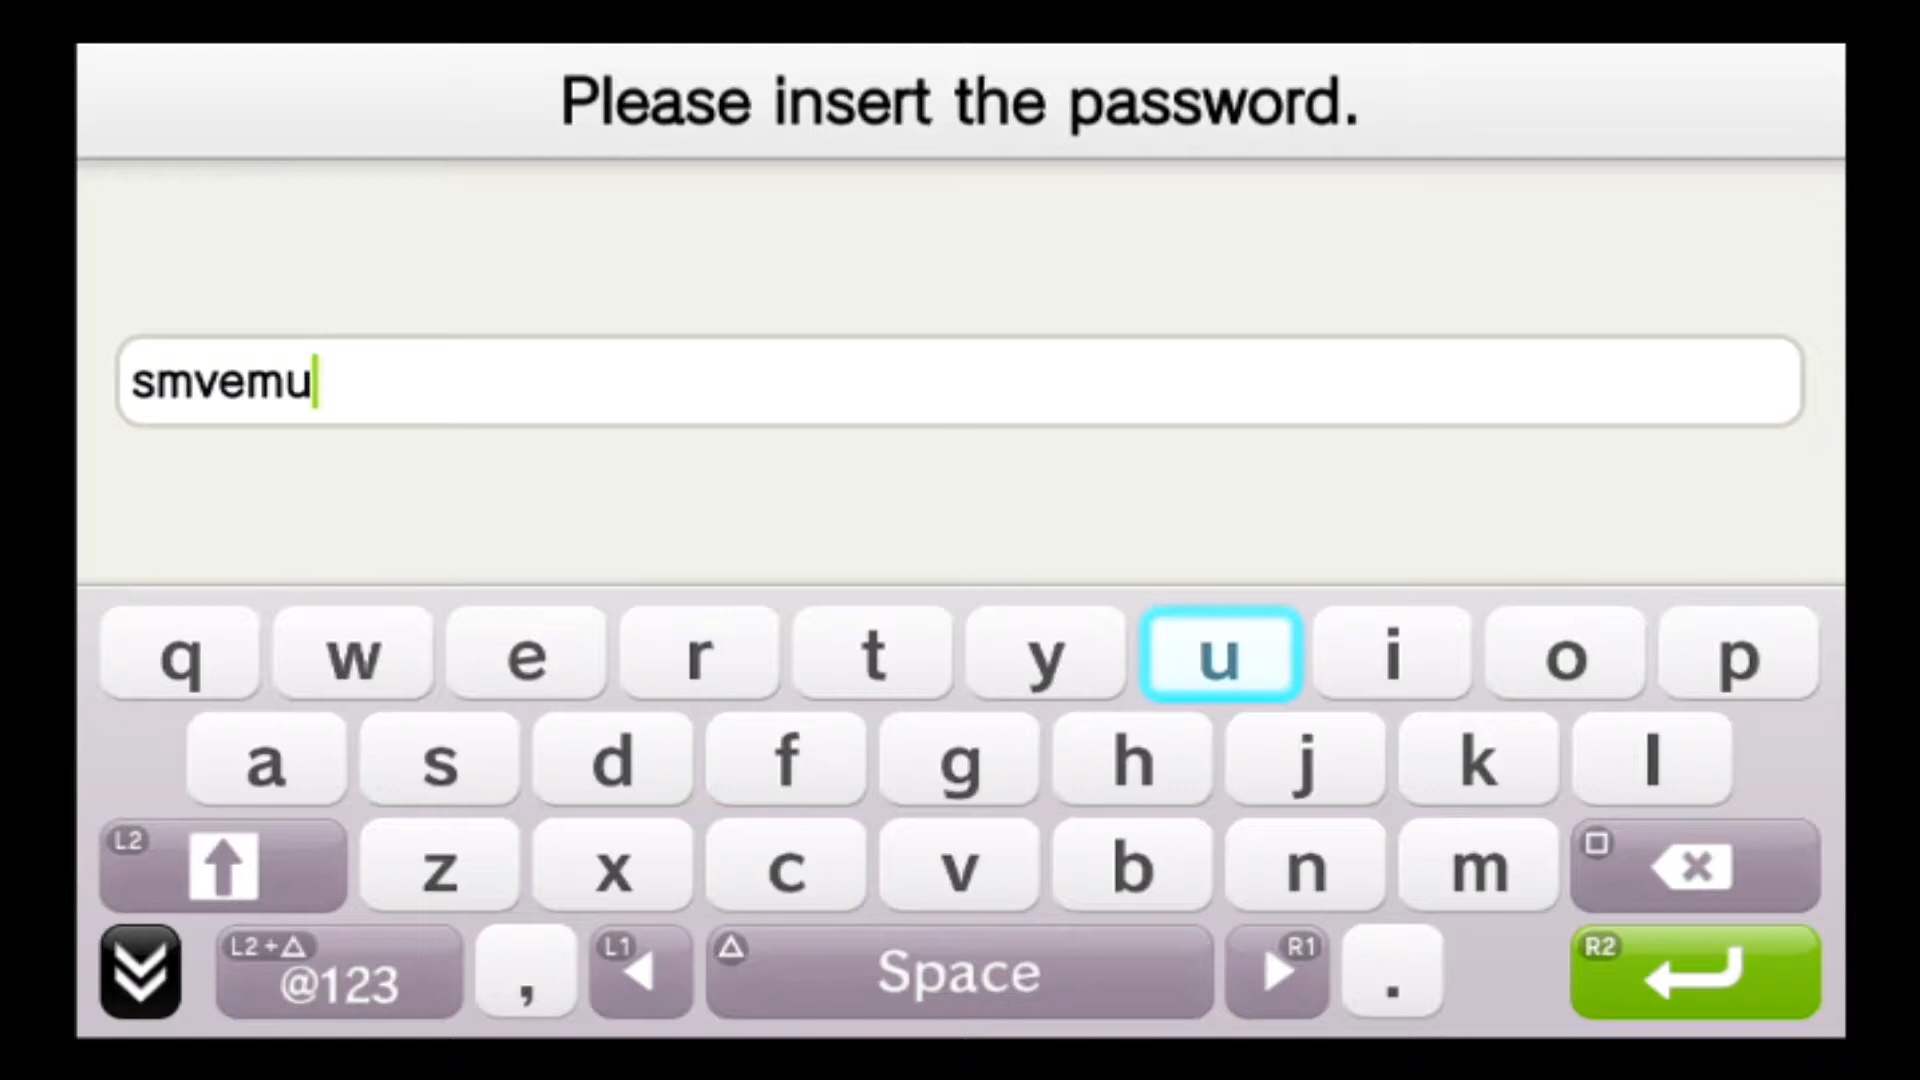 Please insert the password.
smvemu
q w e r t y u i o p
a s d f g h j k l
L2 z x c v b n m
L2+△ @123 , L1 △ Space R1 . R2